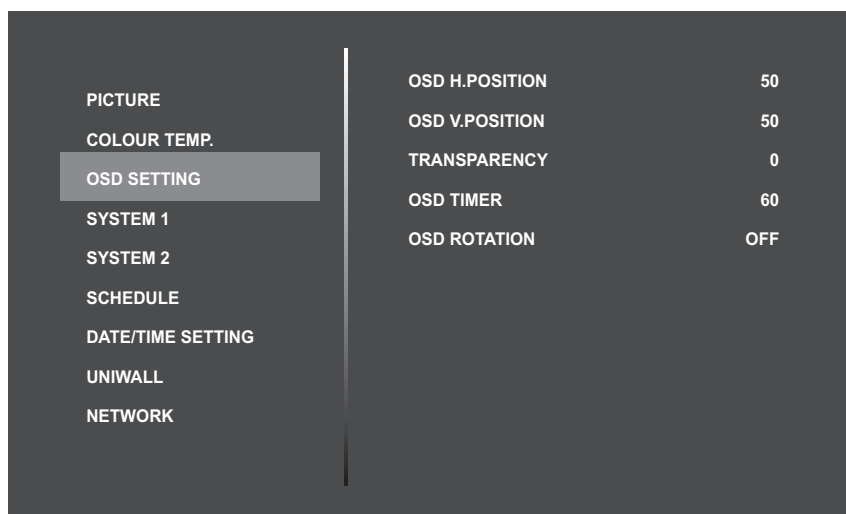 PICTURE
COLOUR TEMP.
OSD SETTING
SYSTEM 1
SYSTEM 2
SCHEDULE
DATE/TIME SETTING
UNIWALL
NETWORK
OSD H.POSITION 50
OSD V.POSITION 50
TRANSPARENCY 0
OSD TIMER 60
OSD ROTATION OFF